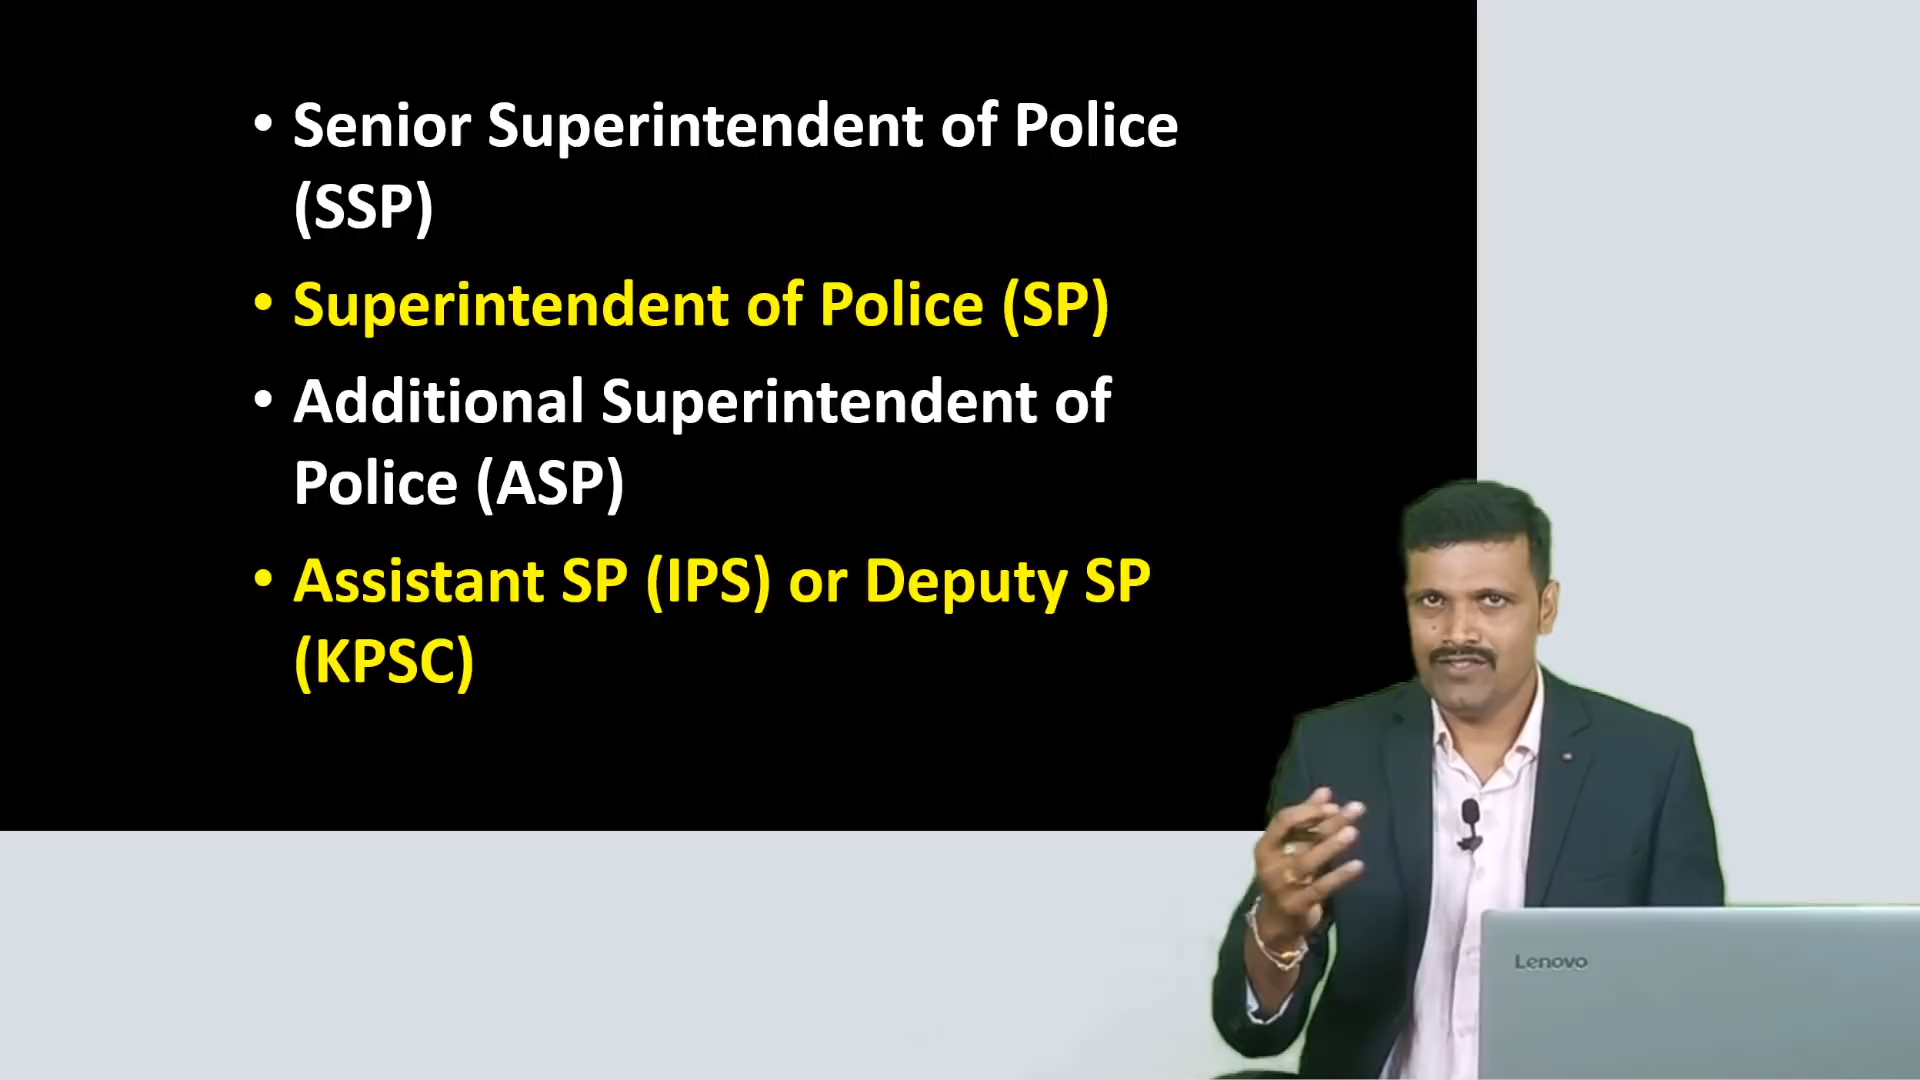 • Senior Superintendent of Police
(SSP)
• Superintendent of Police (SP)
• Additional Superintendent of
Police (ASP)
• Assistant SP (IPS) or Deputy SP
(KPSC)
Lenovo